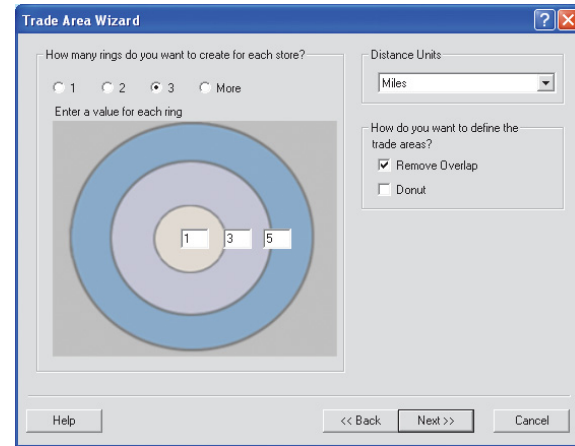 Trade Area Wizard
How many rings do you want to create for each store?
1 2 3 More
Enter a value for each ring
1 3 5
Distance Units
Miles
How do you want to define the
trade areas?
Remove Overlap
Donut
Help << Back Next >> Cancel